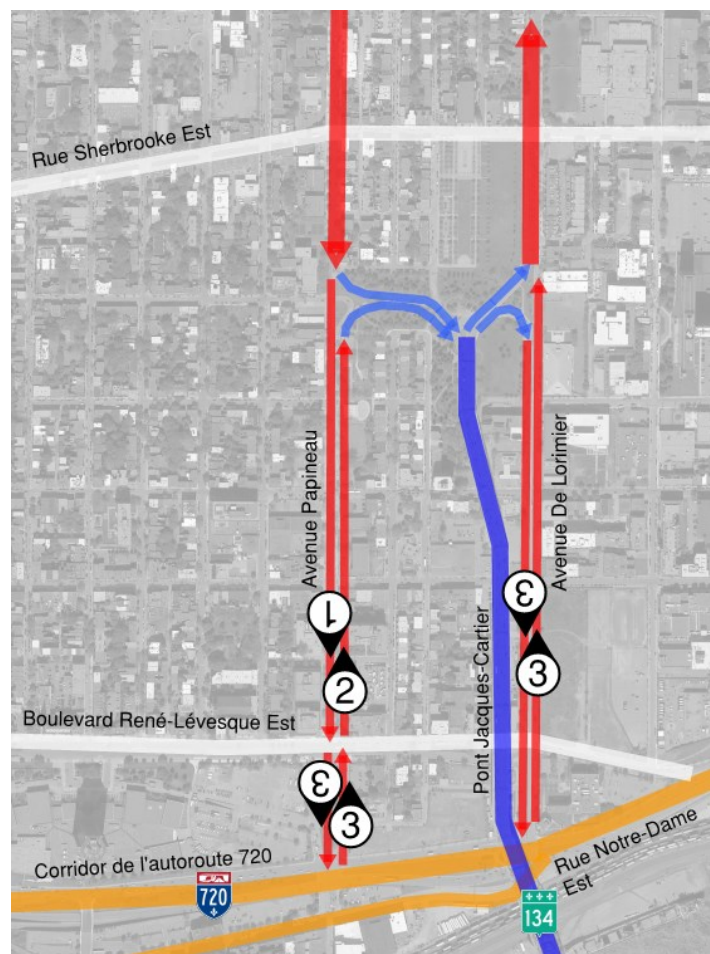 Rue Sherbrooke Est
Avenue Papineau
Avenue De Lorimier
1
3
2
3
Pont Jacques-Cartier
Boulevard René-Lévesque Est
3
3
Corridor de l'autoroute 720
Rue Notre-Dame
Est
720
134